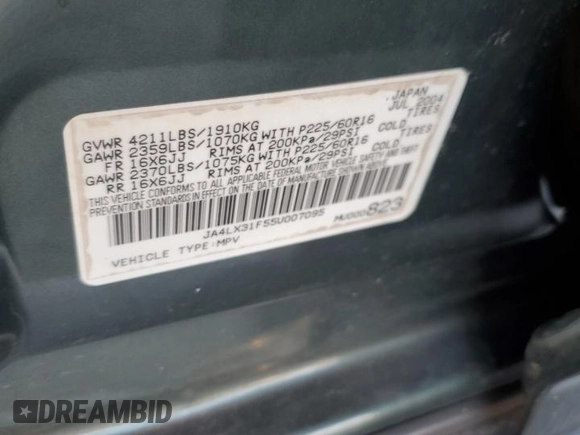 . JAPAN
JUL 2004
GVWR 4211LBS/1910KG
GAWR 2359LBS/1070KG WITH P225/60R16
FR 16X6JJ RIMS AT 200KPa/29PSI COLD TIRES
GAWR 2370LBS/1075KG WITH P225/60R16
RR 16X6JJ RIMS AT 200KPa/29PSI COLD TIRES
THIS VEHICLE CONFORMS TO ALL APPLICABLE FEDERAL MOTOR VEHICLE SAFETY AND THEFT
PREVENTION STANDARDS IN EFFECT ON THE DATE OF MANUFACTURE SHOWN ABOVE.
JA4LX31F55U007095 MU000823
VEHICLE TYPE:MPV
DREAMBID